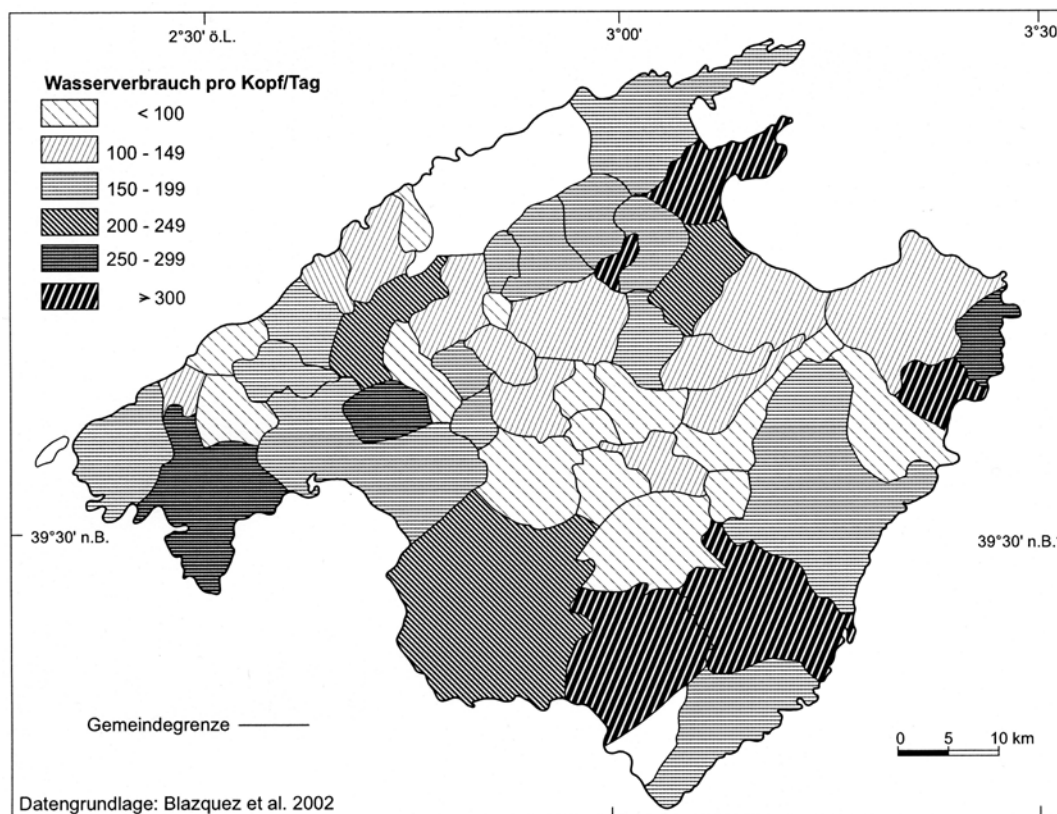 2°30' ö.L.
3°00'
3°30
Wasserverbrauch pro Kopf/Tag
< 100
100 - 149
150 - 199
200 - 249
250 - 299
> 300
39°30' n.B.
39°30' n.B.
Gemeindegrenze
0 5 10 km
Datengrundlage: Blazquez et al. 2002